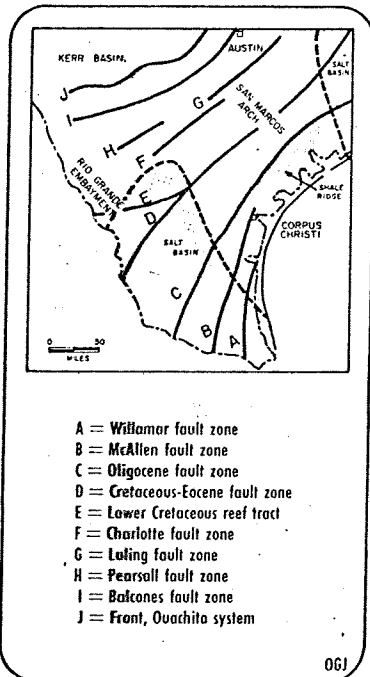 KERR BASIN.
AUSTIN
SALT
BASIN
J
I
G
SAN MARCOS
ARCH
H
F
RIO GRANDE
EMBAYMENT
E
D
SHALE
RIDGE
SALT
BASIN
CORPUS
CHRISTI
C
B
A
0 50
MILES
A = Willamar fault zone
B = McAllen fault zone
C = Oligocene fault zone
D = Cretaceous-Eocene fault zone
E = Lower Cretaceous reef tract
F = Charlotte fault zone
G = Luling fault zone
H = Pearsall fault zone
I = Balcones fault zone
J = Front, Ouachita system
OGJ